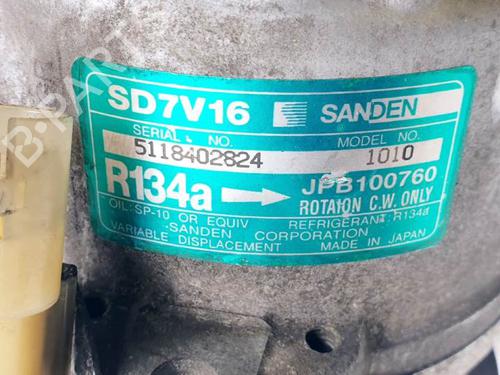 SD7V16 SANDEN
SERIAL NO. MODEL NO.
5118402824 1010
R134a JPB100760
ROTATION C.W. ONLY
OIL: SP-10 OR EQUIV REFRIGERANT: R134a
SANDEN CORPORATION
VARIABLE DISPLACEMENT MADE IN JAPAN
B-PARTS